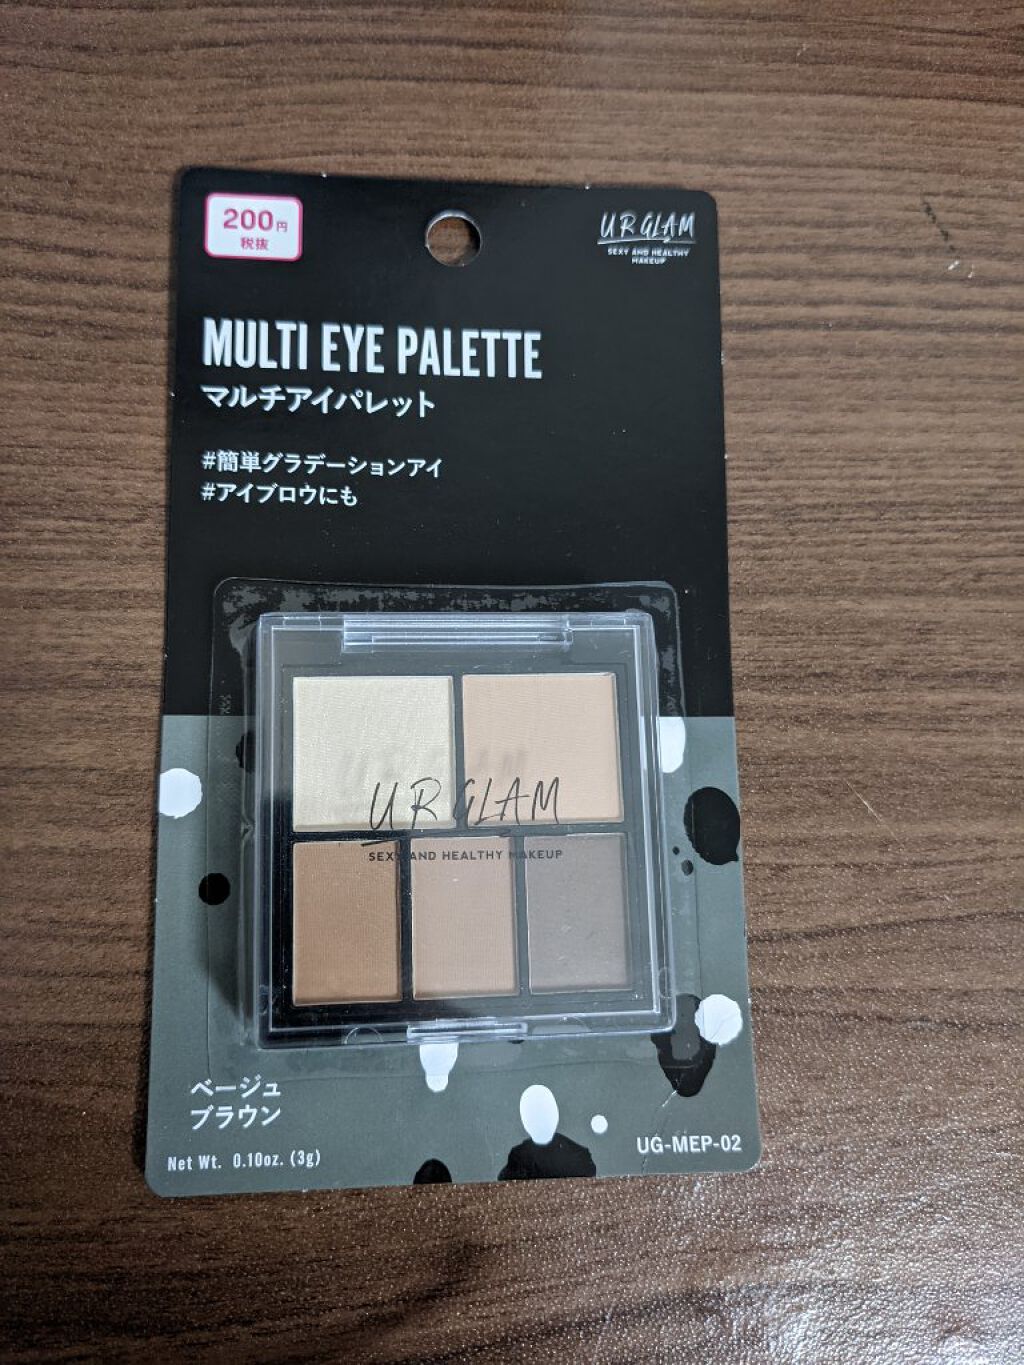 200円
税抜
UR GLAM
SEXY AND HEALTHY
MAKEUP
MULTI EYE PALETTE
マルチアイパレット
#簡単グラデーションアイ
#アイブロウにも
UR GLAM
SEXY AND HEALTHY MAKEUP
ベージュ
ブラウン
Net Wt. 0.10oz. (3g)
UG-MEP-02